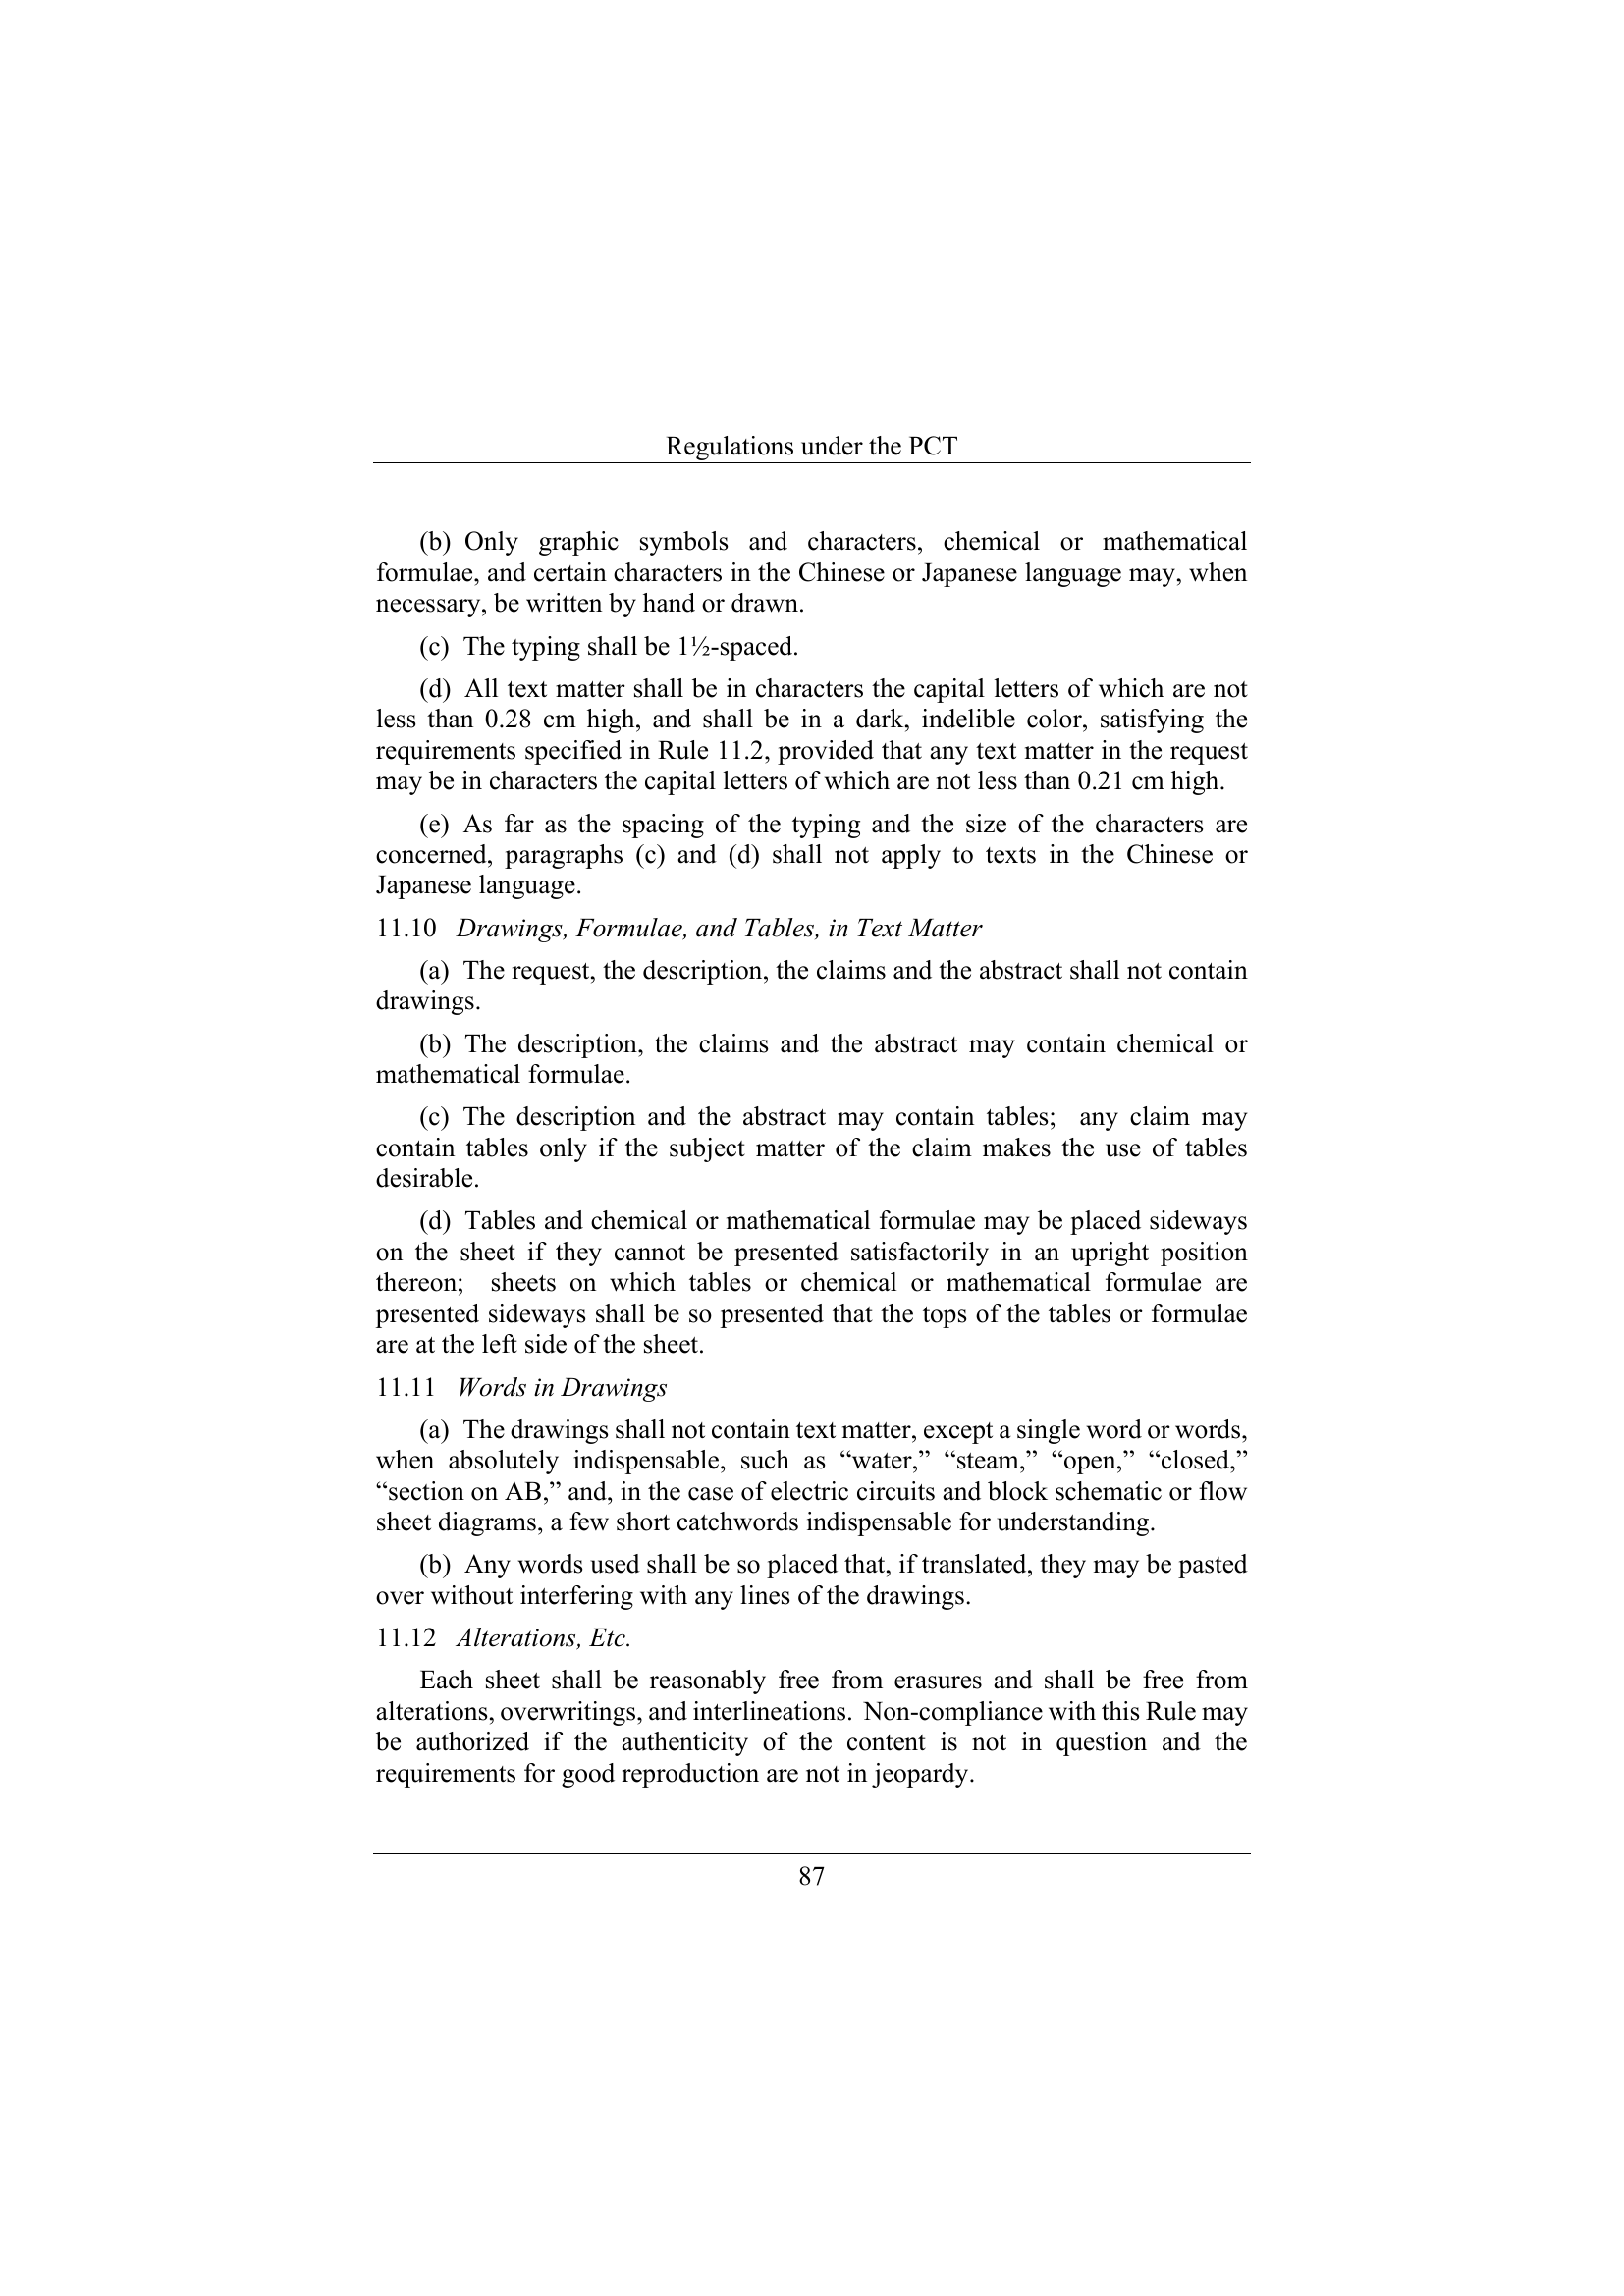 Regulations under the PCT
(b) Only graphic symbols and characters, chemical or mathematical
formulae, and certain characters in the Chinese or Japanese language may, when
necessary, be written by hand or drawn.
(c) The typing shall be 1½-spaced.
(d) All text matter shall be in characters the capital letters of which are not
less than 0.28 cm high, and shall be in a dark, indelible color, satisfying the
requirements specified in Rule 11.2, provided that any text matter in the request
may be in characters the capital letters of which are not less than 0.21 cm high.
(e) As far as the spacing of the typing and the size of the characters are
concerned, paragraphs (c) and (d) shall not apply to texts in the Chinese or
Japanese language.
11.10 Drawings, Formulae, and Tables, in Text Matter
(a) The request, the description, the claims and the abstract shall not contain
drawings.
(b) The description, the claims and the abstract may contain chemical or
mathematical formulae.
(c) The description and the abstract may contain tables; any claim may
contain tables only if the subject matter of the claim makes the use of tables
desirable.
(d) Tables and chemical or mathematical formulae may be placed sideways
on the sheet if they cannot be presented satisfactorily in an upright position
thereon; sheets on which tables or chemical or mathematical formulae are
presented sideways shall be so presented that the tops of the tables or formulae
are at the left side of the sheet.
11.11 Words in Drawings
(a) The drawings shall not contain text matter, except a single word or words,
when absolutely indispensable, such as “water,” “steam,” “open,” “closed,”
“section on AB,” and, in the case of electric circuits and block schematic or flow
sheet diagrams, a few short catchwords indispensable for understanding.
(b) Any words used shall be so placed that, if translated, they may be pasted
over without interfering with any lines of the drawings.
11.12 Alterations, Etc.
Each sheet shall be reasonably free from erasures and shall be free from
alterations, overwritings, and interlineations. Non-compliance with this Rule may
be authorized if the authenticity of the content is not in question and the
requirements for good reproduction are not in jeopardy.
87